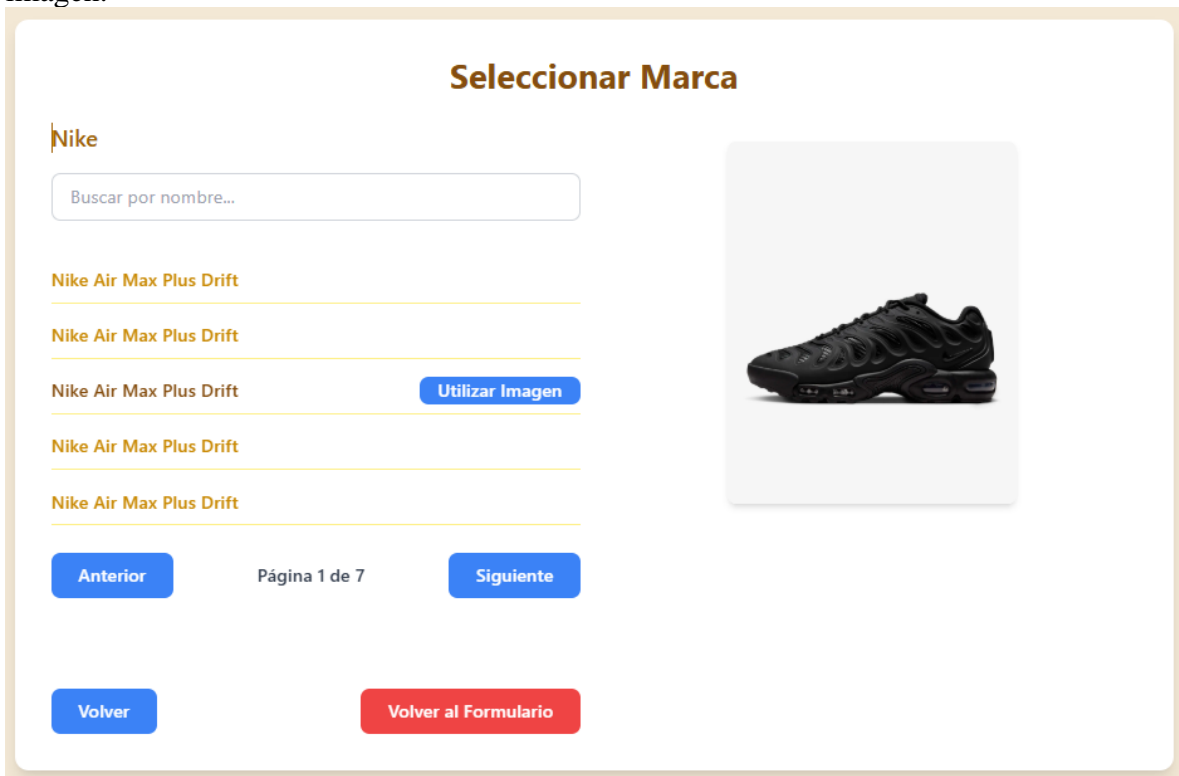 imagen.
Seleccionar Marca
Nike
Buscar por nombre...
Nike Air Max Plus Drift
Nike Air Max Plus Drift
Nike Air Max Plus Drift Utilizar Imagen
Nike Air Max Plus Drift
Nike Air Max Plus Drift
Anterior Página 1 de 7 Siguiente
Volver Volver al Formulario